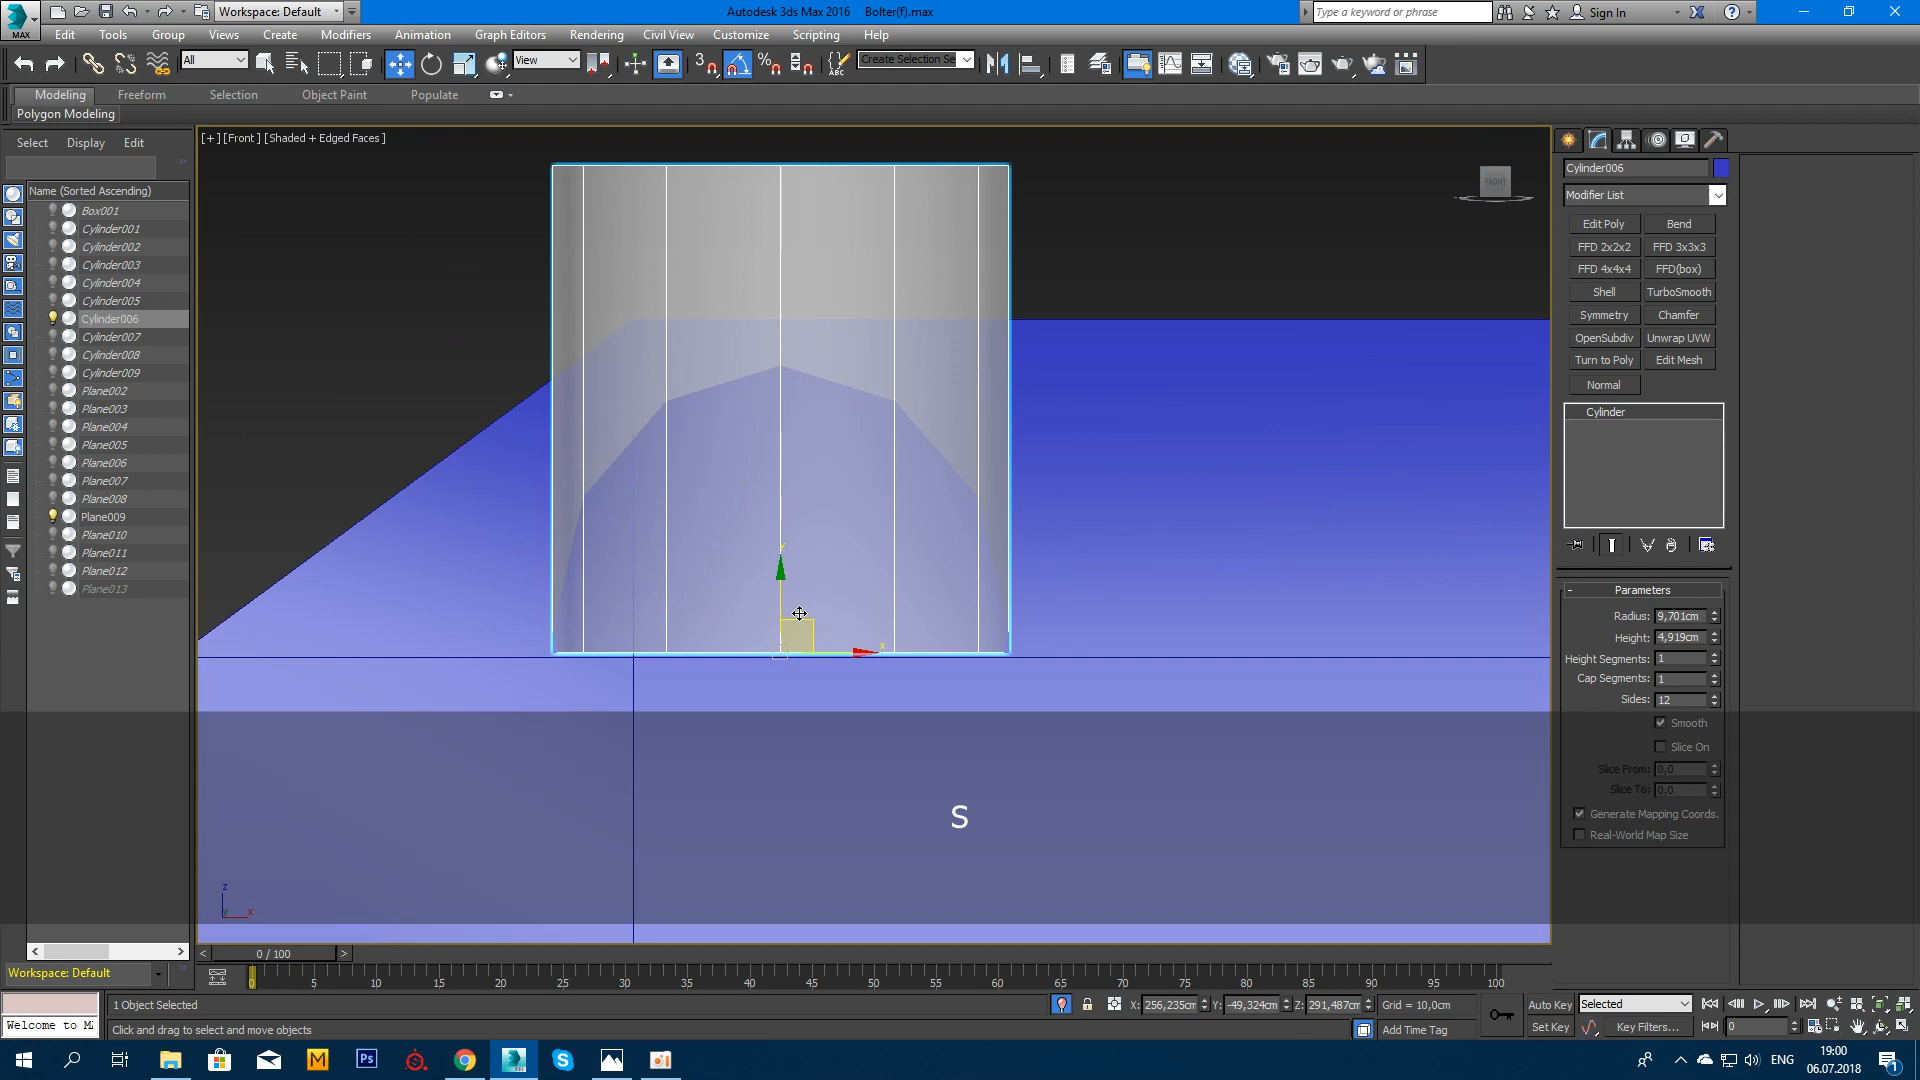 Workspace: Default
Autodesk 3ds Max 2016 Bolter(f).max
Type a keyword or phrase
Sign In
MAX
Edit Tools Group Views Create Modifiers Animation Graph Editors Rendering Civil View Customize Scripting Help
All
View
3
ABC
Create Selection Se
Modeling Freeform Selection Object Paint Populate
Polygon Modeling
Select Display Edit
Name (Sorted Ascending)
Box001
Cylinder001
Cylinder002
Cylinder003
Cylinder004
Cylinder005
Cylinder006
Cylinder007
Cylinder008
Cylinder009
Plane002
Plane003
Plane004
Plane005
Plane006
Plane007
Plane008
Plane009
Plane010
Plane011
Plane012
Plane013
[+] [Front] [Shaded + Edged Faces]
FRONT
y
x
S
z
y x
Cylinder006
Modifier List
Edit Poly Bend
FFD 2x2x2 FFD 3x3x3
FFD 4x4x4 FFD(box)
Shell TurboSmooth
Symmetry Chamfer
OpenSubdiv Unwrap UVW
Turn to Poly Edit Mesh
Normal
Cylinder
- Parameters
Radius: 9,701cm
Height: 4,919cm
Height Segments: 1
Cap Segments: 1
Sides: 12
Smooth
Slice On
Slice From: 0,0
Slice To: 0,0
Generate Mapping Coords.
Real-World Map Size
< 0 / 100 >
Workspace: Default
0 5 10 15 20 25 30 35 40 45 50 55 60 65 70 75 80 85 90 95 100
1 Object Selected
X: 256,235cm Y: -49,324cm Z: 291,487cm Grid = 10,0cm
Auto Key Selected
Welcome to M
Click and drag to select and move objects
Add Time Tag
Set Key Key Filters... 0
Ps
ENG
19:00
06.07.2018
1